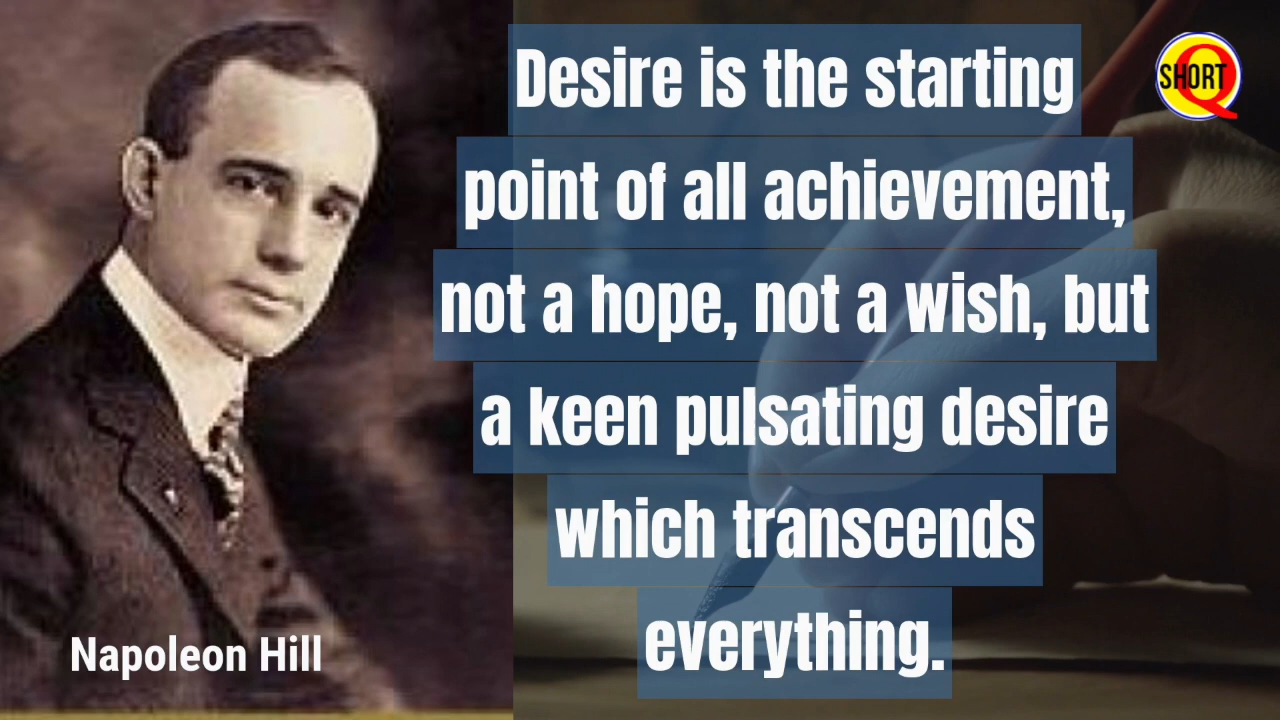 Desire is the starting
point of all achievement,
not a hope, not a wish, but
a keen pulsating desire
which transcends
everything.
Napoleon Hill
SHORT
Q